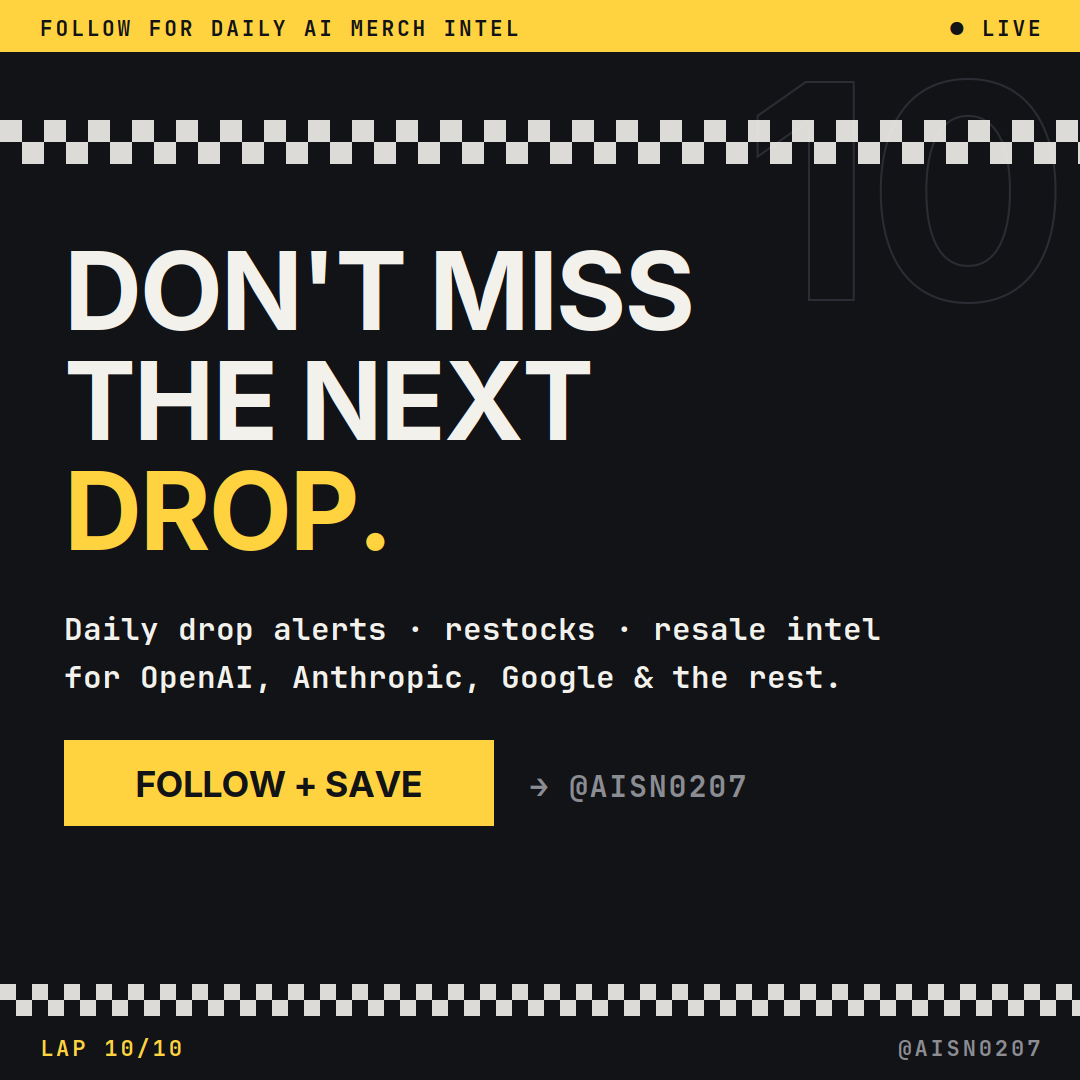 FOLLOW FOR DAILY AI MERCH INTEL
● LIVE
10
DON'T MISS
THE NEXT
DROP.
Daily drop alerts · restocks · resale intel
for OpenAI, Anthropic, Google & the rest.
FOLLOW + SAVE
→ @AISN0207
LAP 10/10
@AISN0207